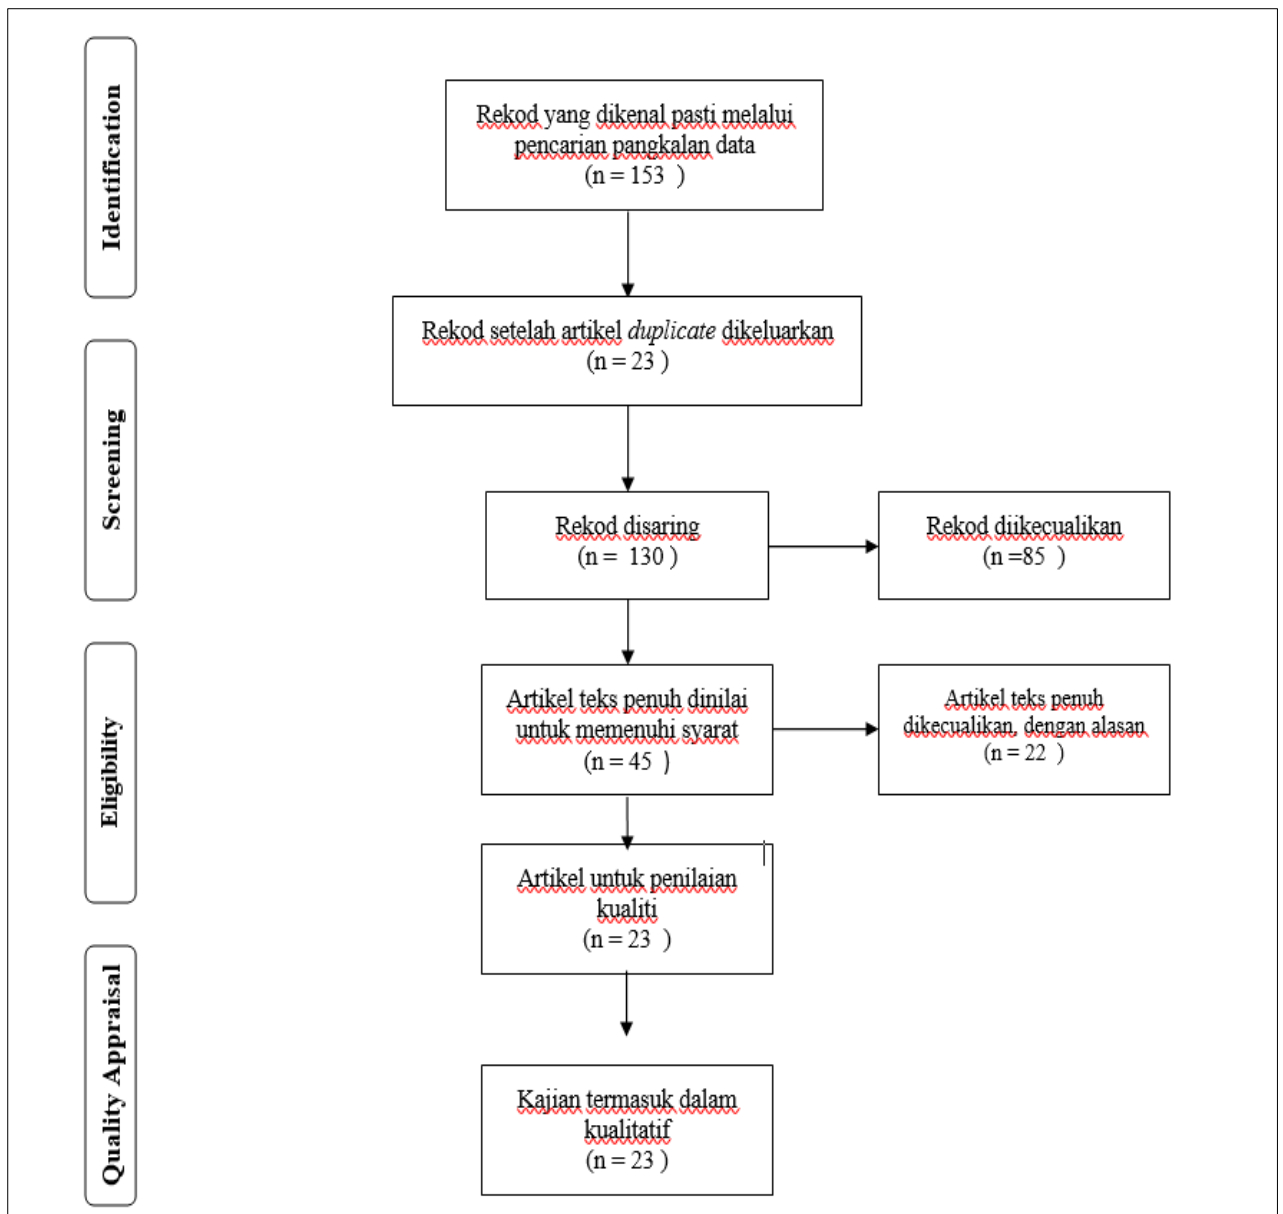 Identification
Rekod yang dikenal pasti melalui
pencarian pangkalan data
(n = 153 )
Rekod setelah artikel duplicate dikeluarkan
(n = 23 )
Screening
Rekod disaring
(n = 130 )
Rekod diikecualikan
(n =85 )
Eligibility
Artikel teks penuh dinilai
untuk memenuhi syarat
(n = 45 )
Artikel teks penuh
dikecualikan, dengan alasan
(n = 22 )
Artikel untuk penilaian
kualiti
(n = 23 )
Quality Appraisal
Kajian termasuk dalam
kualitatif
(n = 23 )